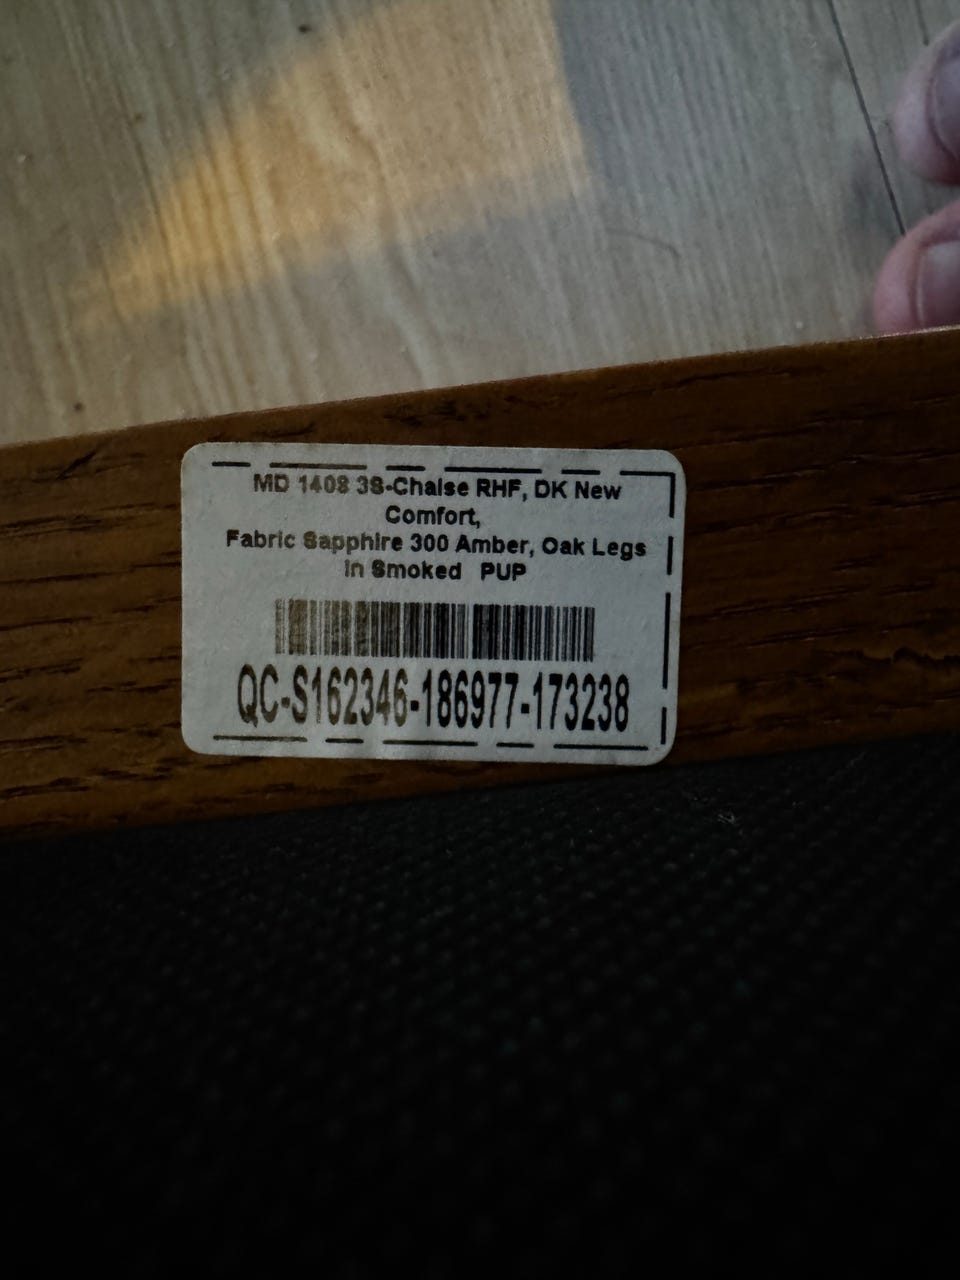 MD 1408 3S-Chaise RHF, DK New
Comfort,
Fabric Sapphire 300 Amber, Oak Legs
in Smoked PUP
QC-S162346-186977-173238